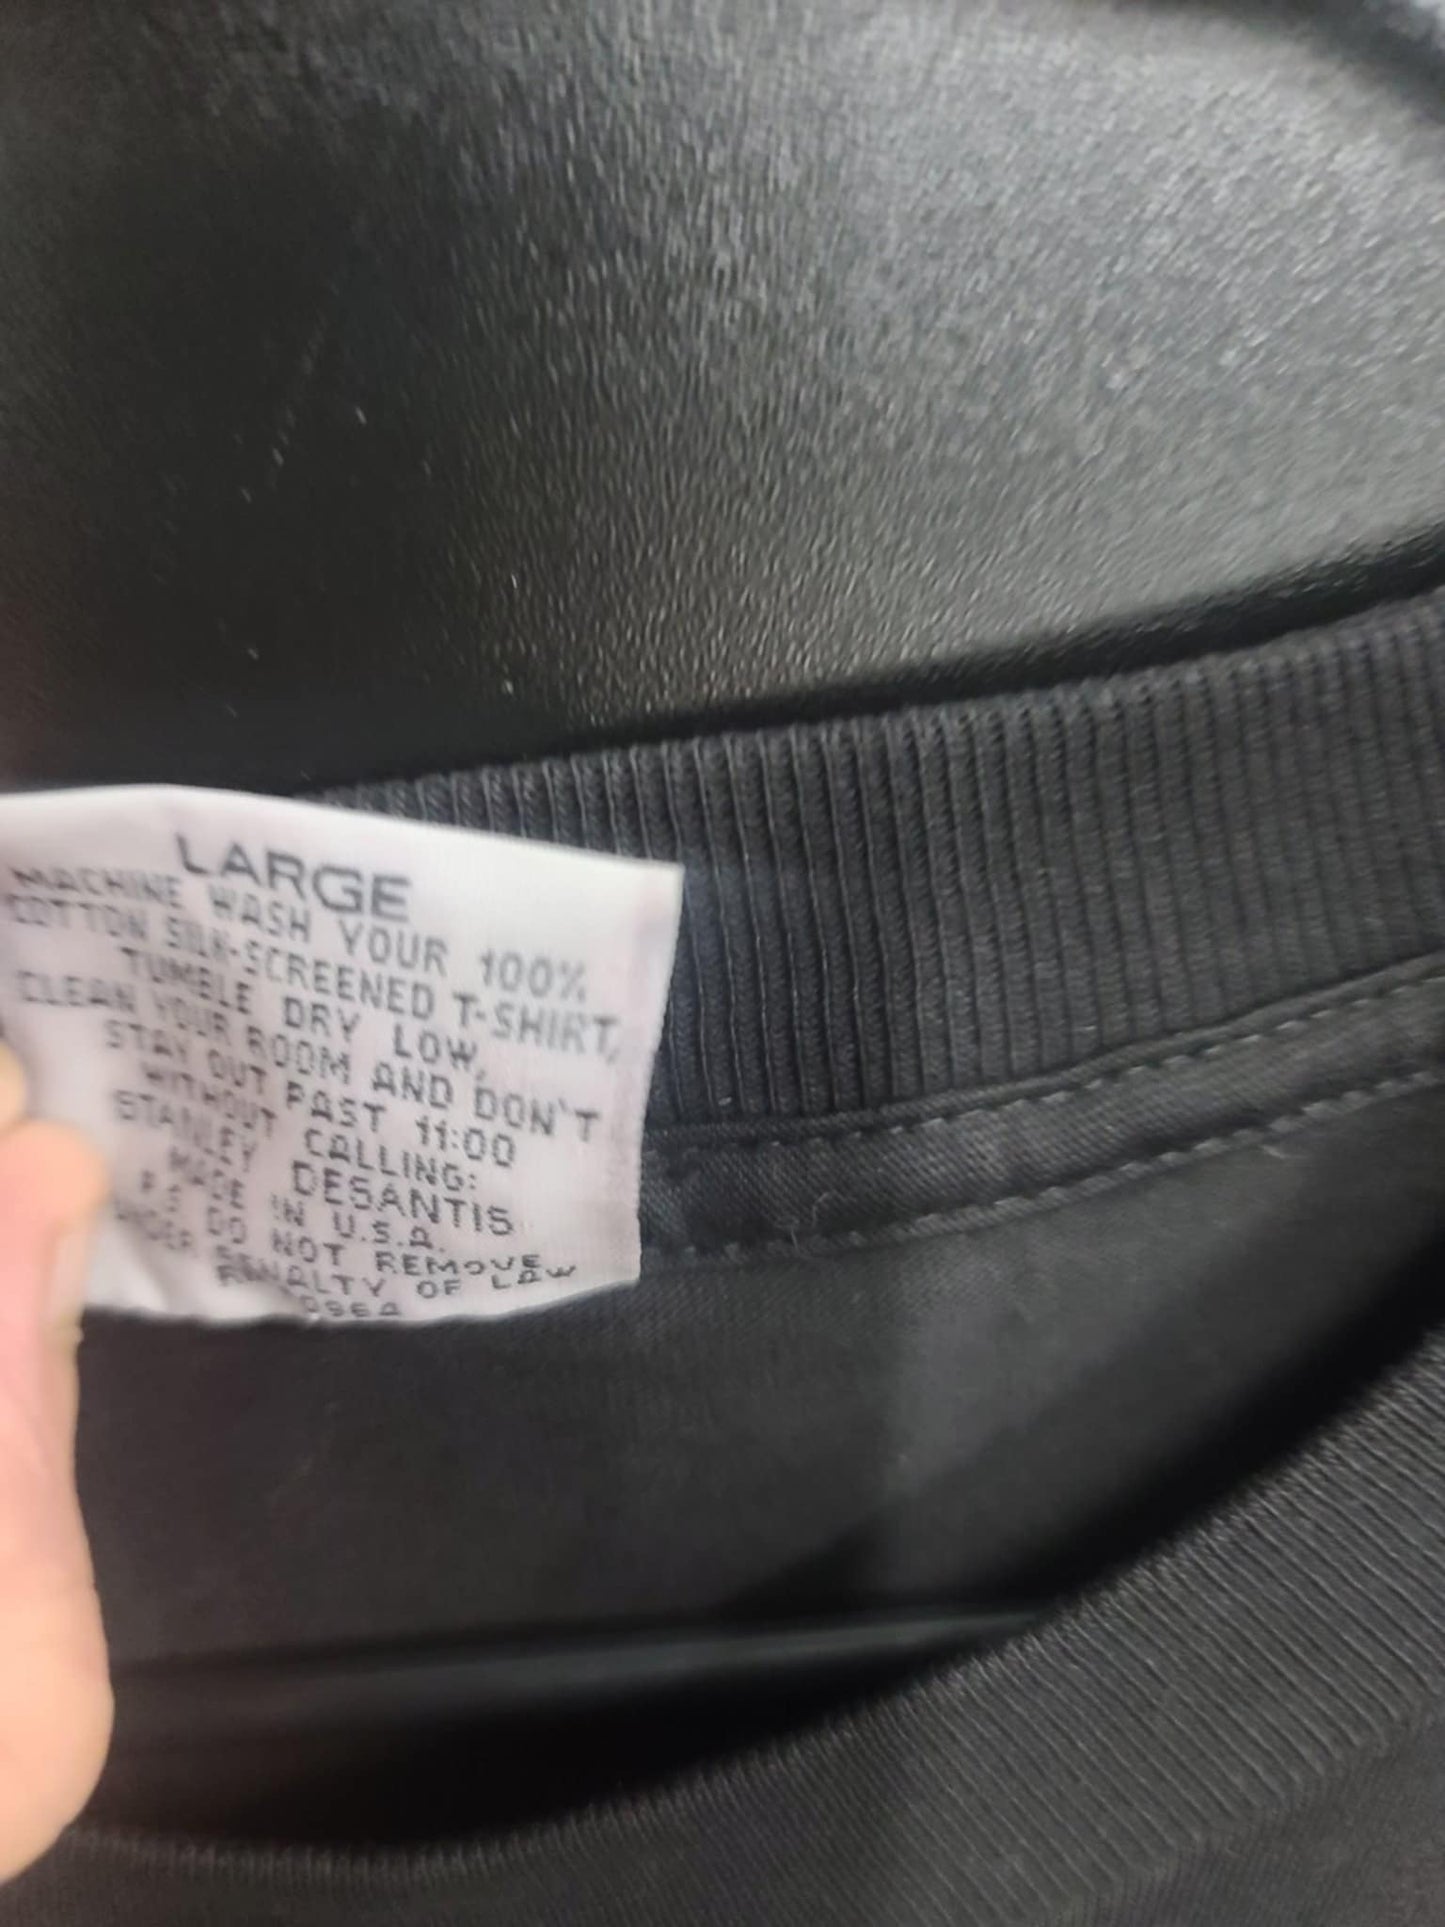 LARGE
MACHINE WASH YOUR 100%
COTTON SILK-SCREENED T-SHIRT,
TUMBLE DRY LOW,
CLEAN YOUR ROOM AND DON'T
STAY OUT PAST 11:00
WITHOUT CALLING:
STANLEY DESANTIS
MADE IN U.S.A.
P.S. DO NOT REMOVE
UNDER PENALTY OF LAW